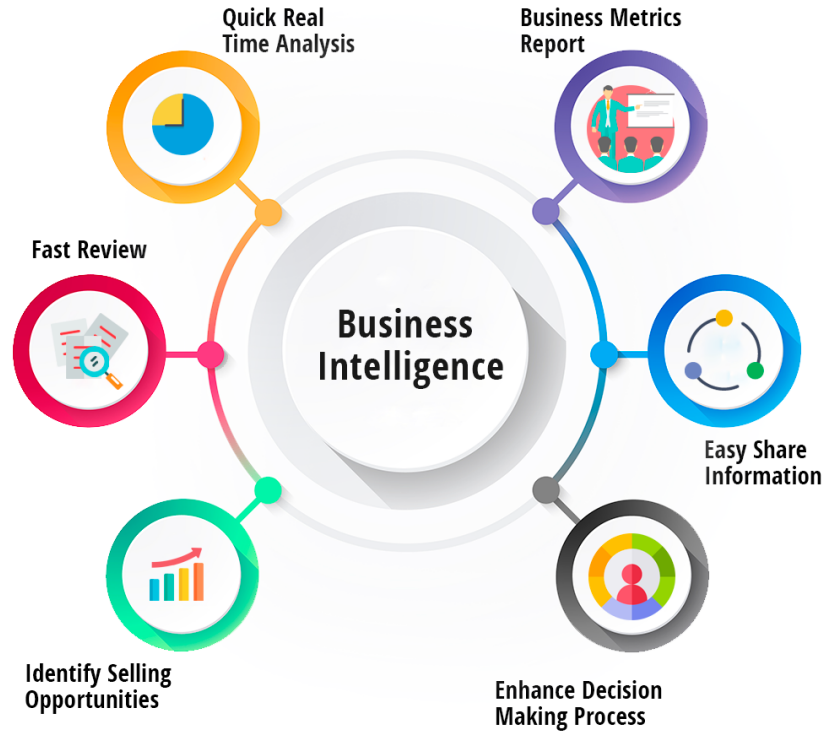 Quick Real
Time Analysis
Business Metrics
Report
Fast Review
Business
Intelligence
Easy Share
Information
Identify Selling
Opportunities
Enhance Decision
Making Process